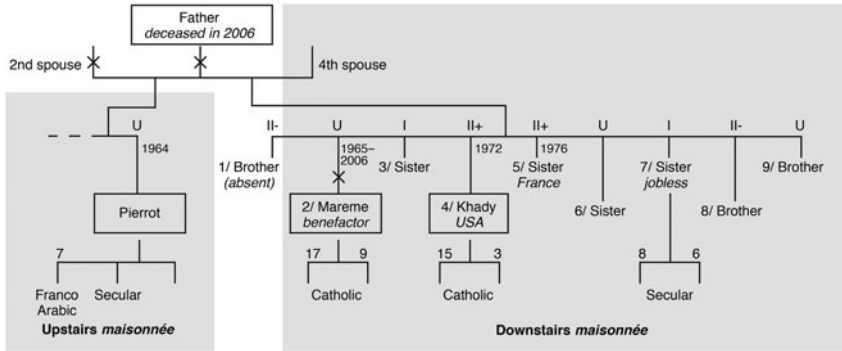 Father
deceased in 2006
2nd spouse
4th spouse
U
II-
U
I
II+
II+
U
I
II-
U
1964
1965–
2006
1972
1976
1/ Brother
(absent)
3/ Sister
5/ Sister
France
7/ Sister
jobless
9/ Brother
Pierrot
2/ Mareme
benefactor
4/ Khady
USA
6/ Sister
8/ Brother
7
17 9
15 3
8 6
Franco
Arabic
Secular
Catholic
Catholic
Secular
Upstairs maisonnée
Downstairs maisonnée